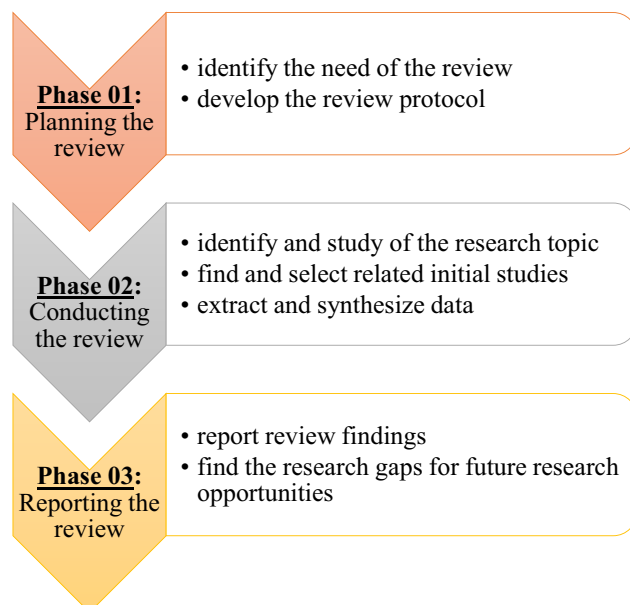 Phase 01:
Planning the
review
• identify the need of the review
• develop the review protocol
Phase 02:
Conducting
the review
• identify and study of the research topic
• find and select related initial studies
• extract and synthesize data
Phase 03:
Reporting the
review
• report review findings
• find the research gaps for future research
opportunities